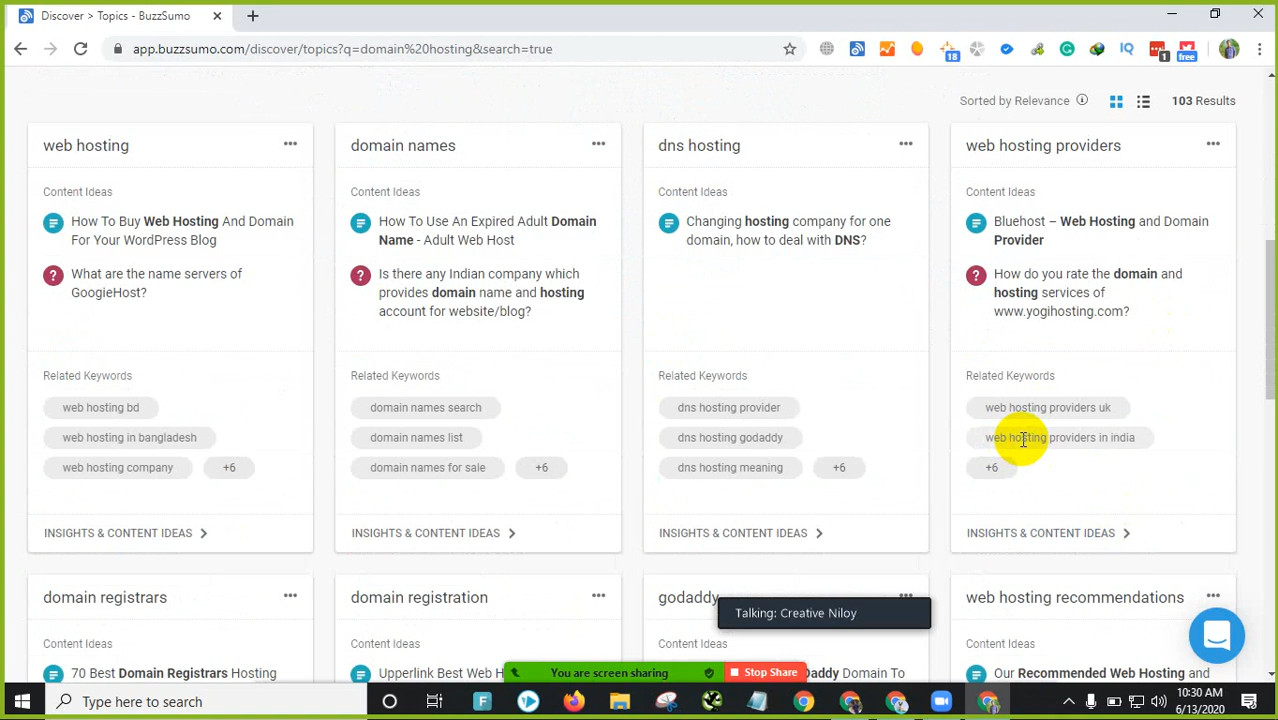 Discover > Topics - BuzzSumo
app.buzzsumo.com/discover/topics?q=domain%20hosting&search=true
18
IQ
1
free
Sorted by Relevance
103 Results
web hosting
Content Ideas
How To Buy Web Hosting And Domain
For Your WordPress Blog
What are the name servers of
GoogieHost?
Related Keywords
web hosting bd
web hosting in bangladesh
web hosting company
+6
INSIGHTS & CONTENT IDEAS
domain names
Content Ideas
How To Use An Expired Adult Domain
Name - Adult Web Host
Is there any Indian company which
provides domain name and hosting
account for website/blog?
Related Keywords
domain names search
domain names list
domain names for sale
+6
INSIGHTS & CONTENT IDEAS
dns hosting
Content Ideas
Changing hosting company for one
domain, how to deal with DNS?
Related Keywords
dns hosting provider
dns hosting godaddy
dns hosting meaning
+6
INSIGHTS & CONTENT IDEAS
web hosting providers
Content Ideas
Bluehost – Web Hosting and Domain
Provider
How do you rate the domain and
hosting services of
www.yogihosting.com?
Related Keywords
web hosting providers uk
web hosting providers in india
+6
INSIGHTS & CONTENT IDEAS
domain registrars
Content Ideas
70 Best Domain Registrars Hosting
domain registration
Content Ideas
Upperlink Best Web H
godaddy
Content Ideas
Daddy Domain To
web hosting recommendations
Content Ideas
Our Recommended Web Hosting and
Talking: Creative Niloy
You are screen sharing
Stop Share
Type here to search
10:30 AM
6/13/2020